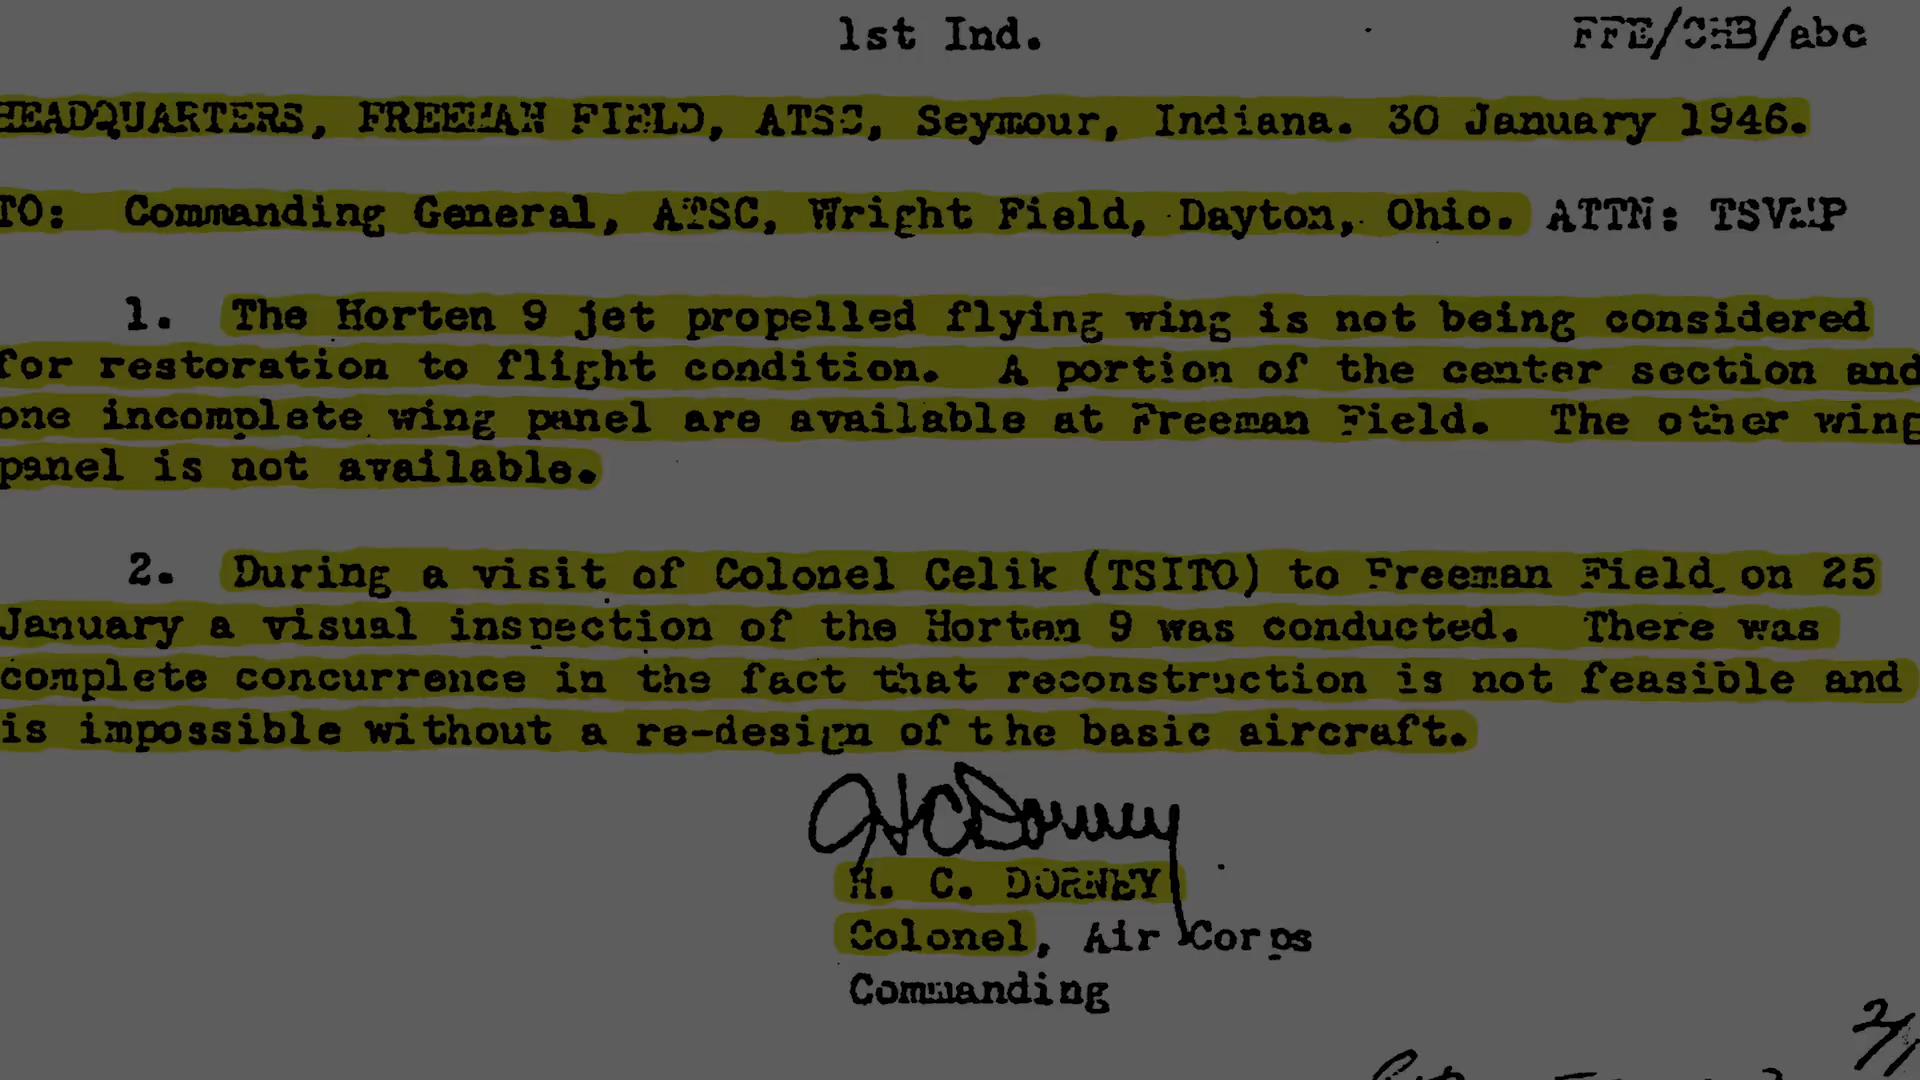 1st Ind. FFE/CHB/abc
HEADQUARTERS, FREEMAN FIELD, ATSC, Seymour, Indiana. 30 January 1946.
TO: Commanding General, ATSC, Wright Field, Dayton, Ohio. ATTN:
1. The Horten 9 jet propelled flying wing is not being considered
for restoration to flight condition. A portion of the center section and
one incomplete wing panel are available at Freeman Field. The other wing
panel is not available.
2. During a visit of Colonel Celik (TSITO) to Freeman Field on 25
January a visual inspection of the Horten 9 was conducted. There was
complete concurrence in the fact that reconstruction is not feasible and
is impossible without a re-design of the basic aircraft.
HCDorney
H. C. DORNEY
Colonel, Air Corps
Commanding